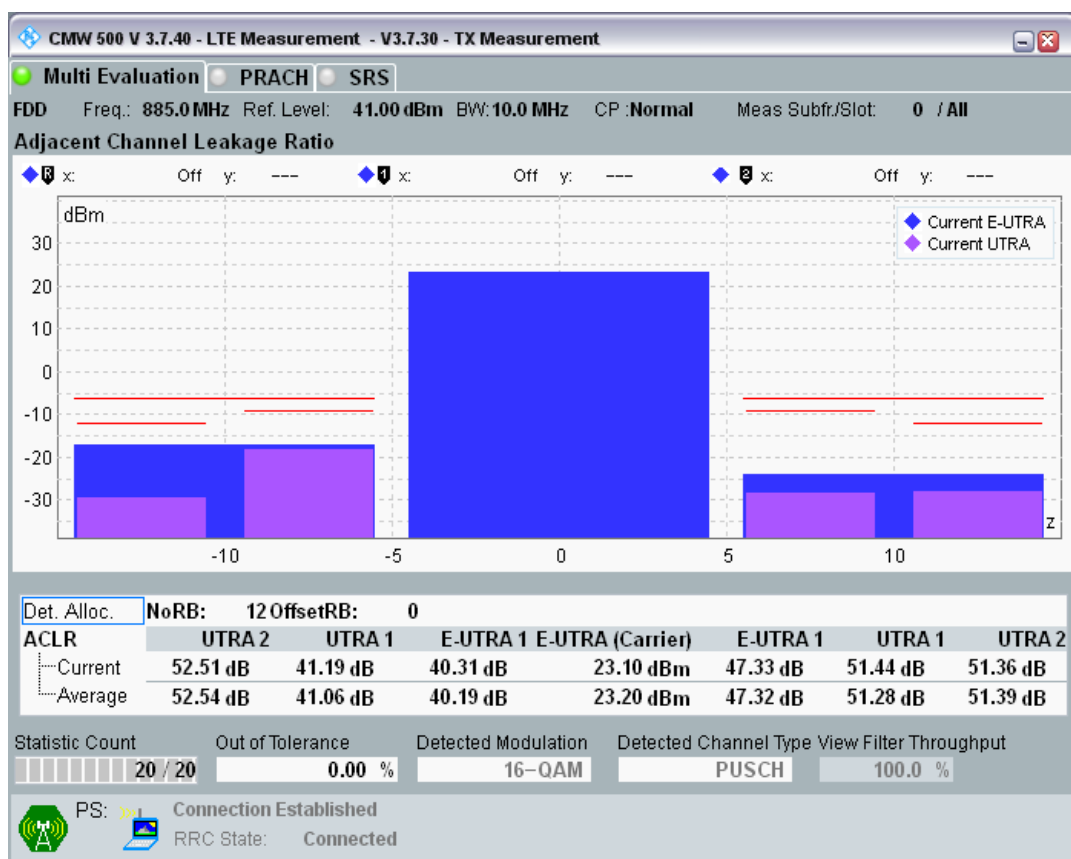 CMW 500 V 3.7.40 - LTE Measurement - V3.7.30 - TX Measurement
Multi Evaluation PRACH SRS
FDD Freq.: 885.0 MHz Ref. Level: 41.00 dBm BW: 10.0 MHz CP :Normal Meas Subfr./Slot: 0 / All
Adjacent Channel Leakage Ratio
R x: Off y: --- 1 x: Off y: --- 2 x: Off y: ---
dBm
Current E-UTRA
Current UTRA
30
20
10
0
-10
-20
-30
z
-10 -5 0 5 10
Det. Alloc. NoRB: 12 OffsetRB: 0
ACLR UTRA 2 UTRA 1 E-UTRA 1 E-UTRA (Carrier) E-UTRA 1 UTRA 1 UTRA 2
Current 52.51 dB 41.19 dB 40.31 dB 23.10 dBm 47.33 dB 51.44 dB 51.36 dB
Average 52.54 dB 41.06 dB 40.19 dB 23.20 dBm 47.32 dB 51.28 dB 51.39 dB
Statistic Count Out of Tolerance Detected Modulation Detected Channel Type View Filter Throughput
20 / 20 0.00 % 16-QAM PUSCH 100.0 %
PS: Connection Established
RRC State: Connected